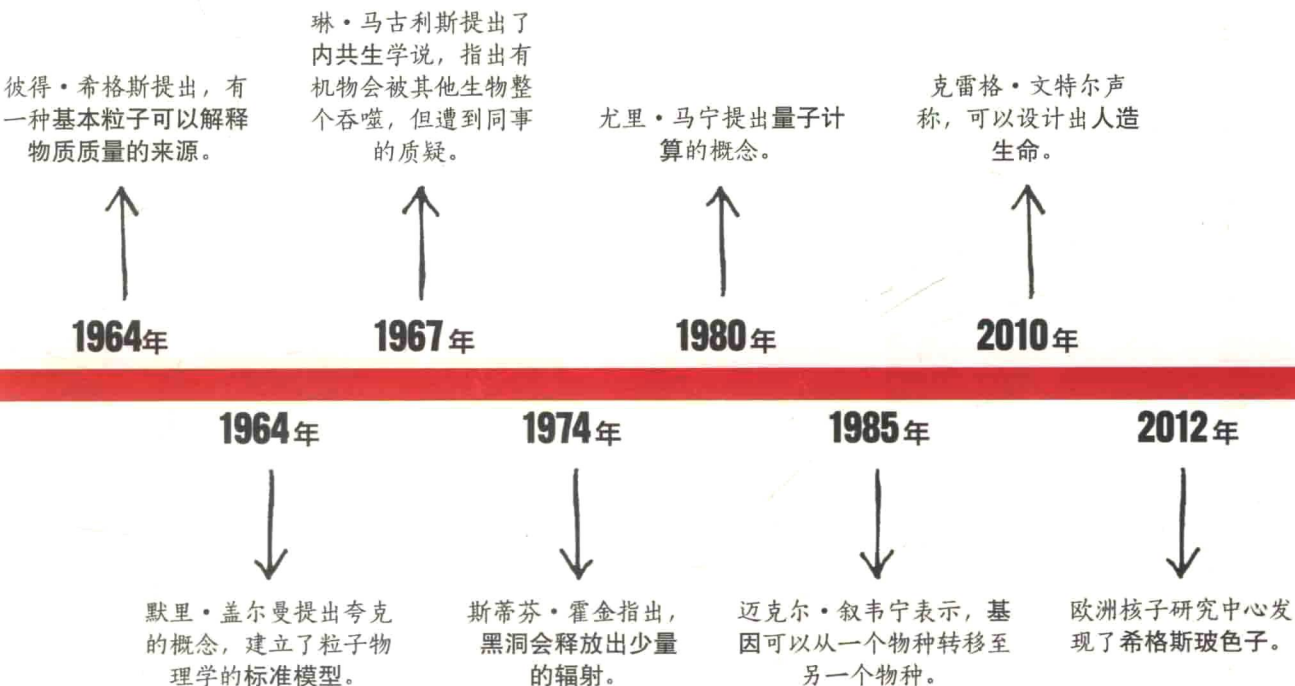 彼得·希格斯提出，有
一种基本粒子可以解释
物质质量的来源。
琳·马古利斯提出了
内共生学说，指出有
机物会被其他生物整
个吞噬，但遭到同事
的质疑。
尤里·马宁提出量子计
算的概念。
克雷格·文特尔声
称，可以设计出人造
生命。
1964年
1967年
1980年
2010年
1964年
1974年
1985年
2012年
默里·盖尔曼提出夸克
的概念，建立了粒子物
理学的标准模型。
斯蒂芬·霍金指出，
黑洞会释放出少量
的辐射。
迈克尔·叙韦宁表示，基
因可以从一个物种转移至
另一个物种。
欧洲核子研究中心发
现了希格斯玻色子。